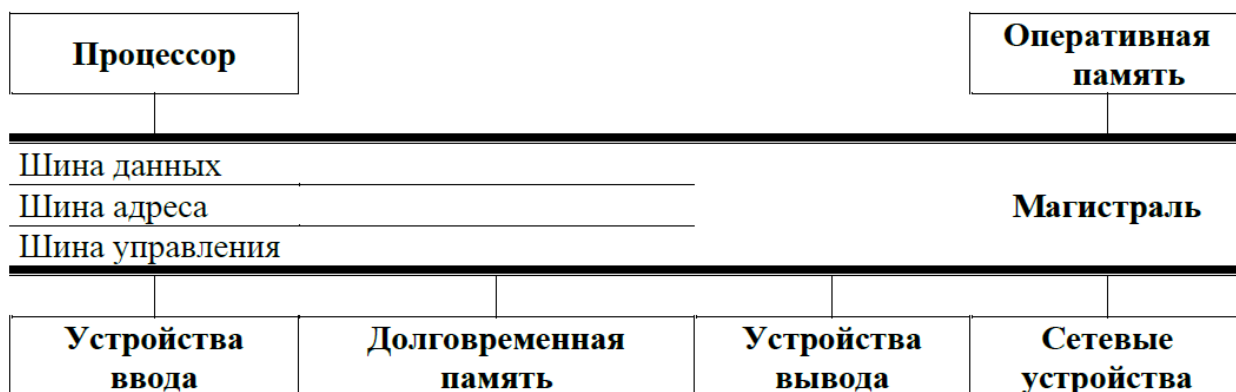 Процессор
Оперативная
память
Шина данных
Шина адреса
Магистраль
Шина управления
Устройства
ввода
Долговременная
память
Устройства
вывода
Сетевые
устройства